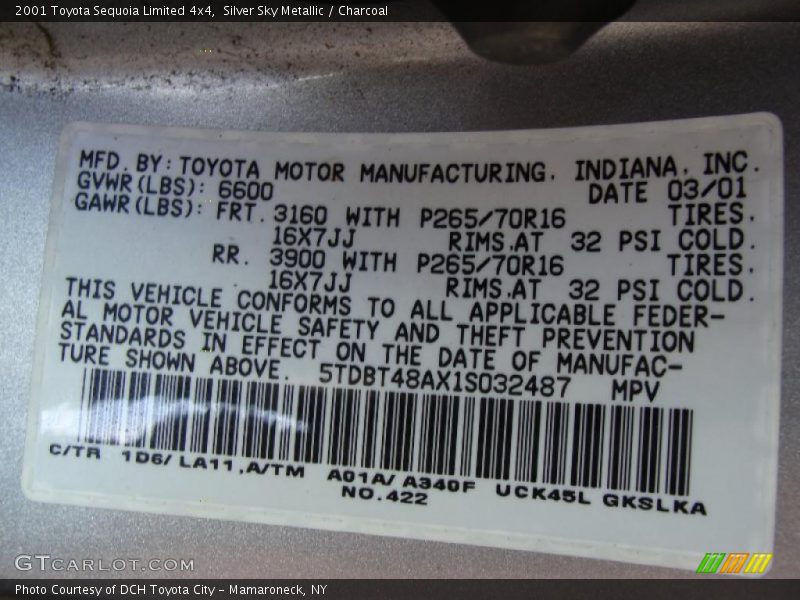 2001 Toyota Sequoia Limited 4x4,  Silver Sky Metallic / Charcoal
MFD. BY: TOYOTA MOTOR MANUFACTURING, INDIANA, INC.
GVWR(LBS): 6600 DATE 03/01
GAWR(LBS): FRT. 3160 WITH P265/70R16 TIRES.
16X7JJ RIMS.AT 32 PSI COLD.
RR. 3900 WITH P265/70R16 TIRES.
16X7JJ RIMS.AT 32 PSI COLD.
THIS VEHICLE CONFORMS TO ALL APPLICABLE FEDER-
AL MOTOR VEHICLE SAFETY AND THEFT PREVENTION
STANDARDS IN EFFECT ON THE DATE OF MANUFAC-
TURE SHOWN ABOVE. 5TDBT48AX1S032487 MPV
C/TR 1D6/LA11,A/TM A01A/A340F UCK45L GKSLKA
NO.422
GTCARLOT.COM
Photo Courtesy of DCH Toyota City – Mamaroneck, NY